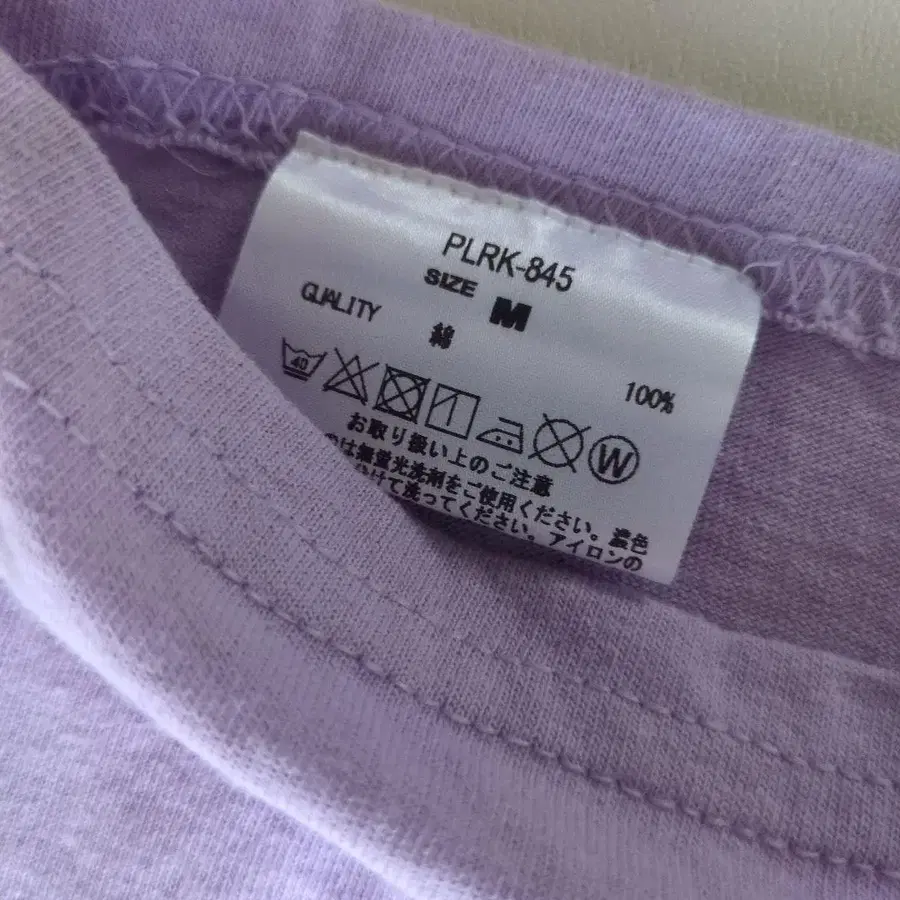 PLRK-845
SIZE M
QUALITY
綿 100%
40
W
お取り扱い上のご注意
のは無蛍光洗剤をご使用ください。濃色
分けて洗ってください。アイロンの